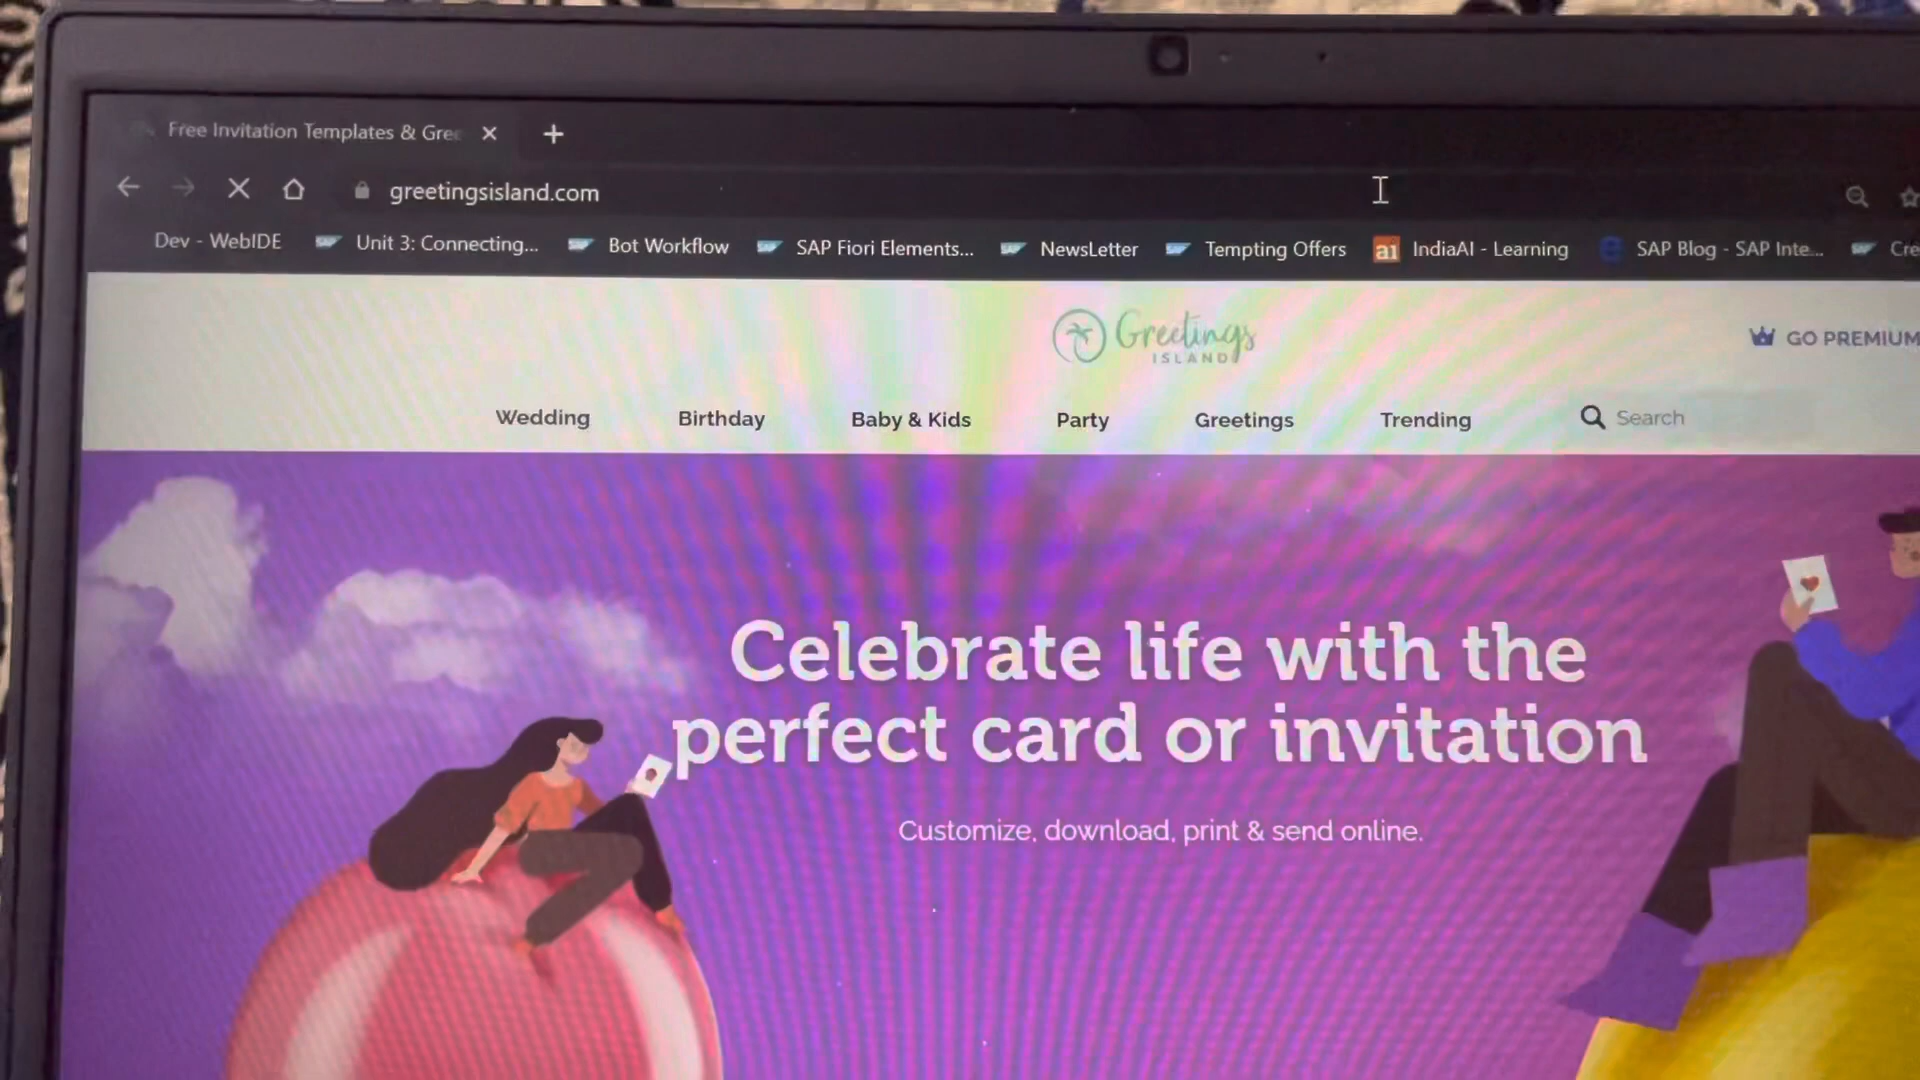 Free Invitation Templates & Gree
greetingsisland.com
Dev - WebIDE Unit 3: Connecting... Bot Workflow SAP Fiori Elements... NewsLetter Tempting Offers ai IndiaAI - Learning SAP Blog - SAP Inte... Cre
Greetings
ISLAND
GO PREMIUM
Wedding Birthday Baby & Kids Party Greetings Trending Search
Celebrate life with the
perfect card or invitation
Customize, download, print & send online.